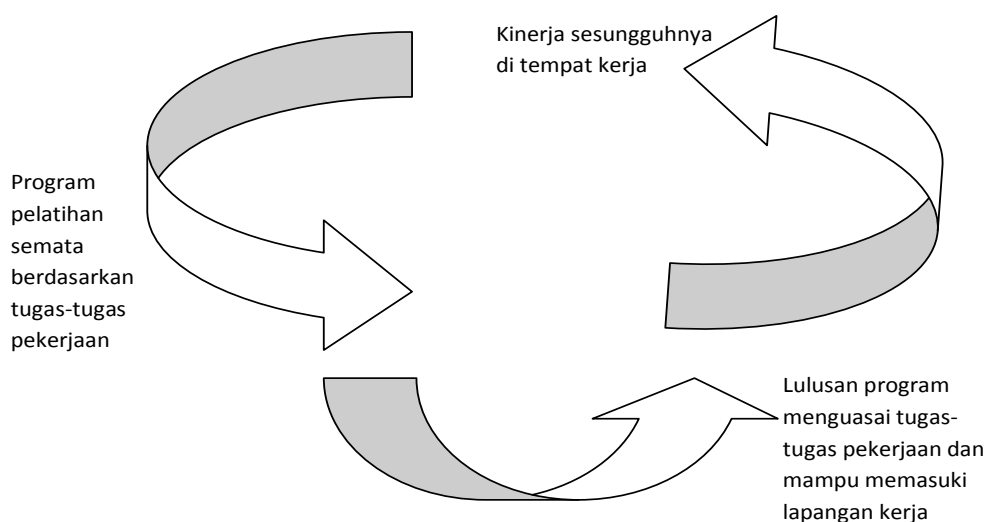 Kinerja sesungguhnya
di tempat kerja
Program
pelatihan
semata
berdasarkan
tugas-tugas
pekerjaan
Lulusan program
menguasai tugas-
tugas pekerjaan dan
mampu memasuki
lapangan kerja